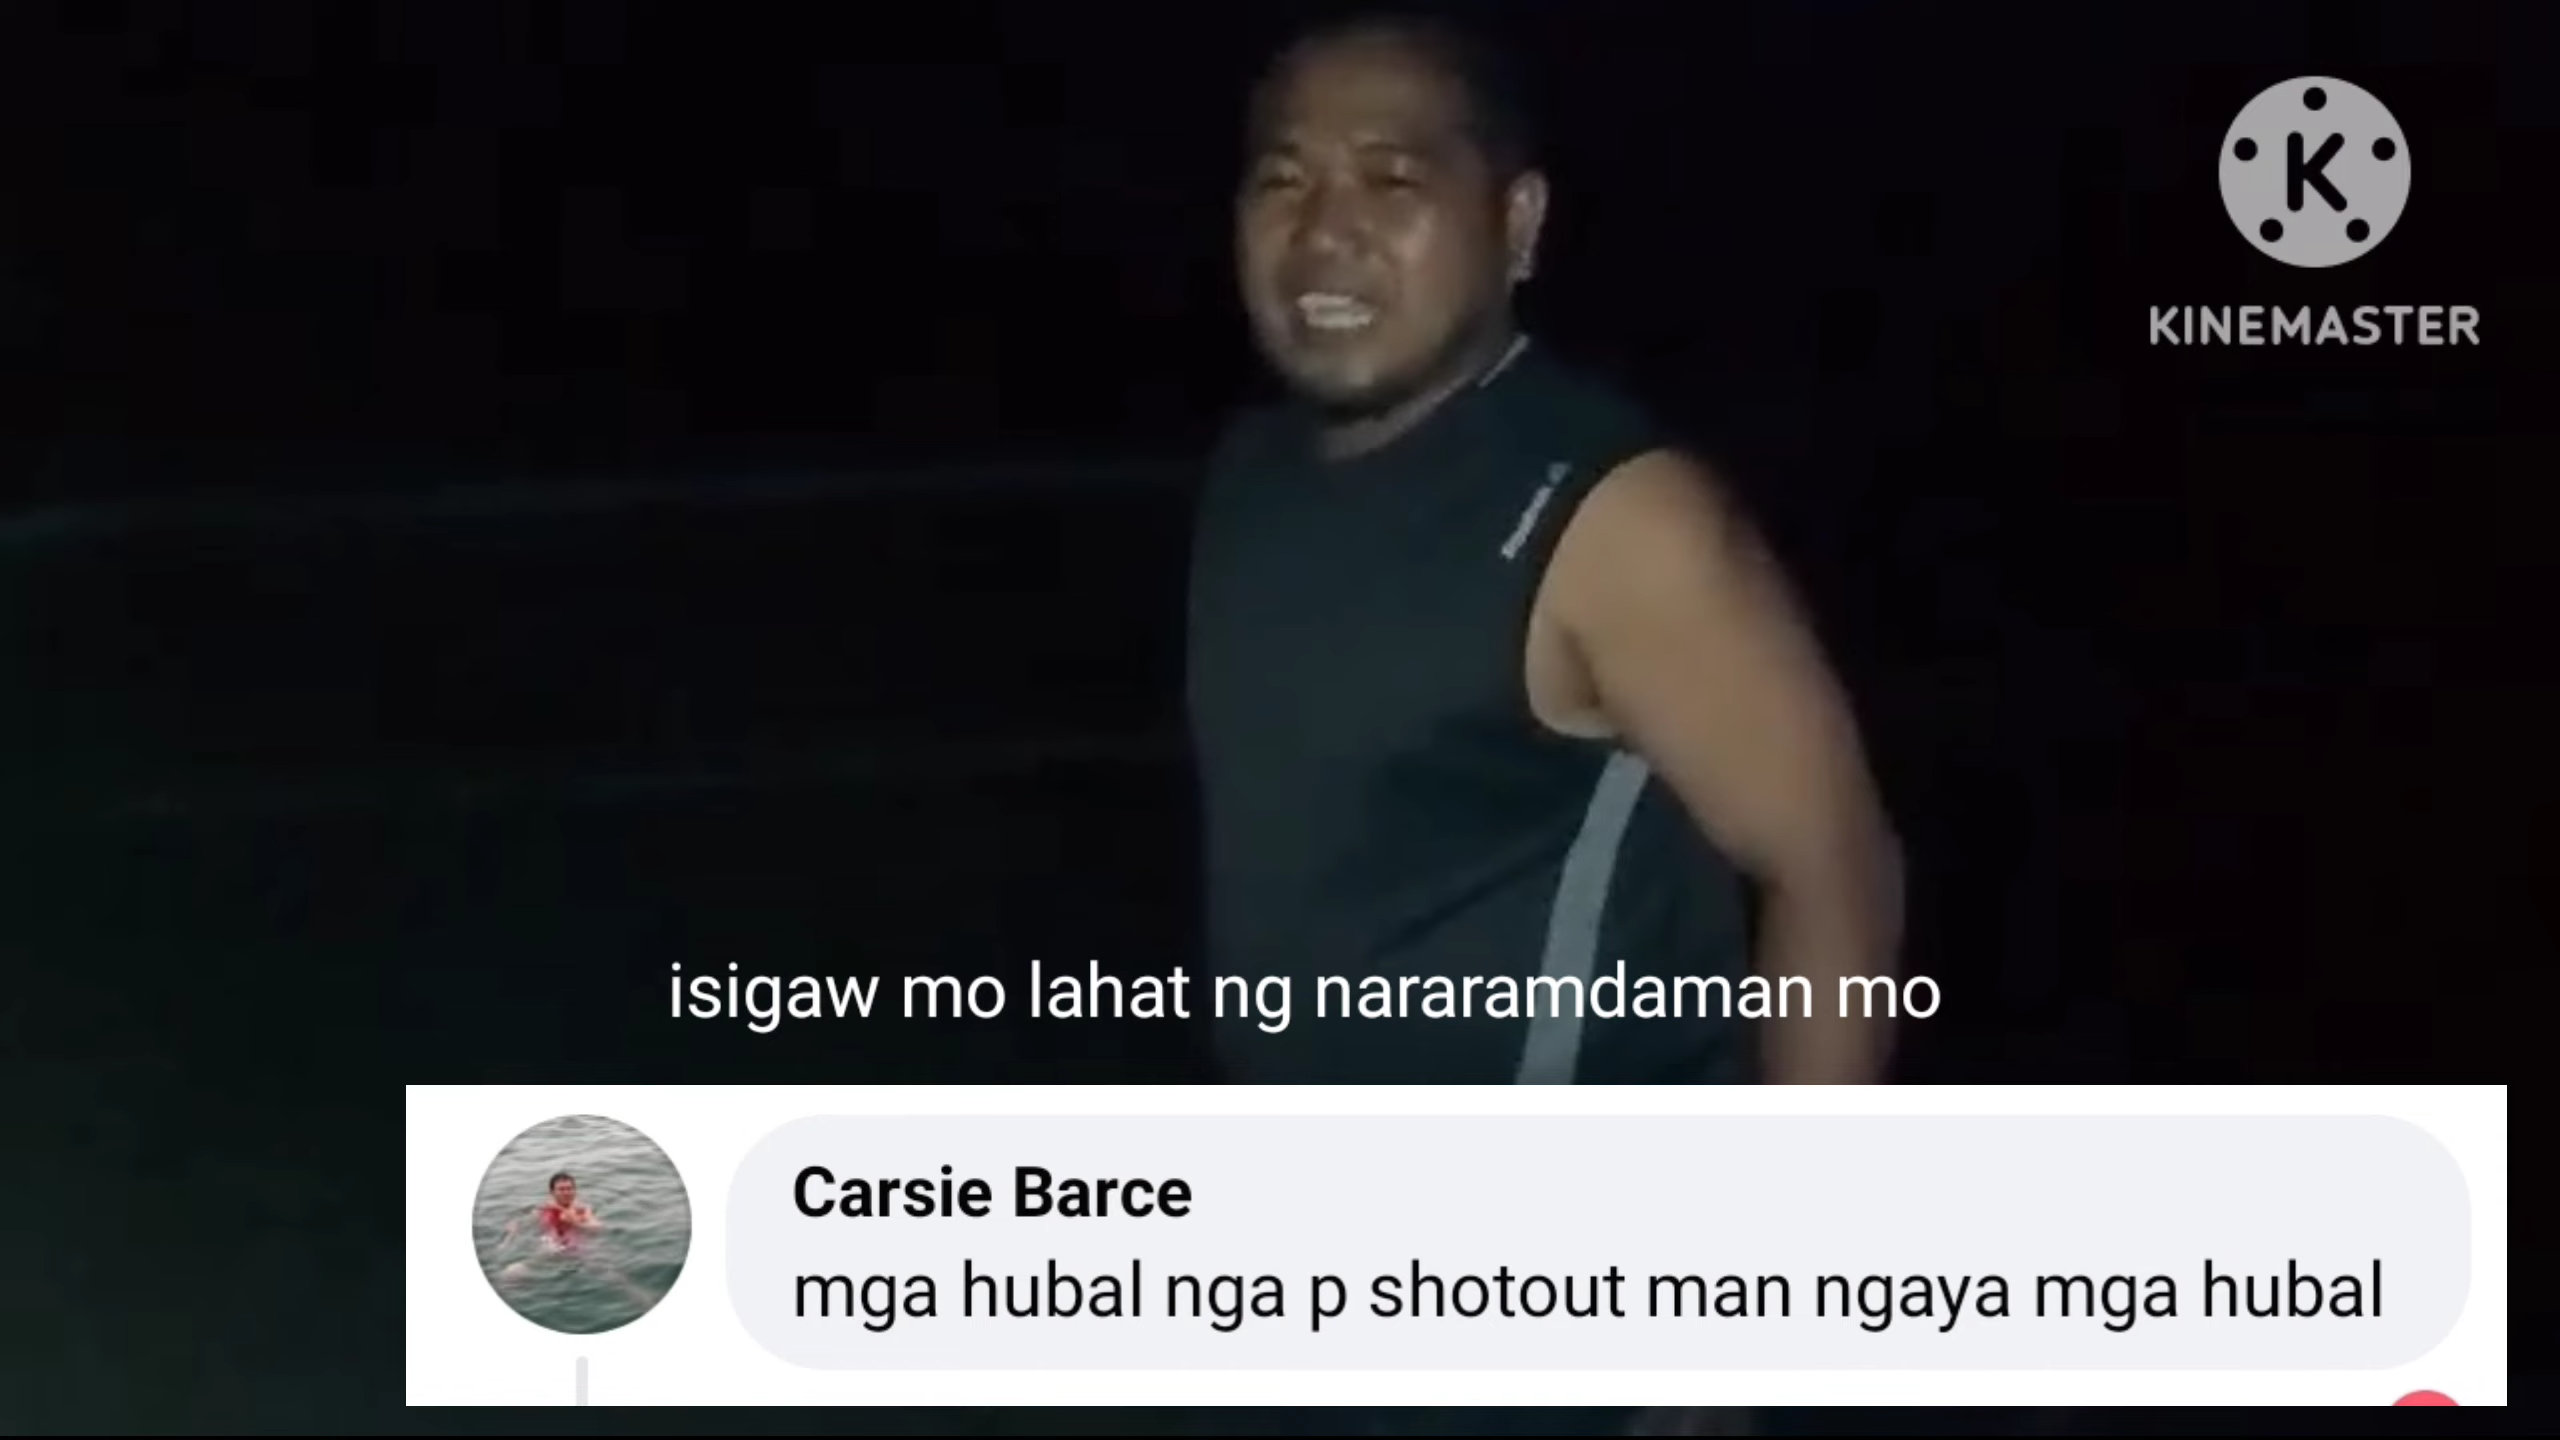 K
KINEMASTER
isigaw mo lahat ng nararamdaman mo
Carsie Barce
mga hubal nga p shotout man ngaya mga hubal